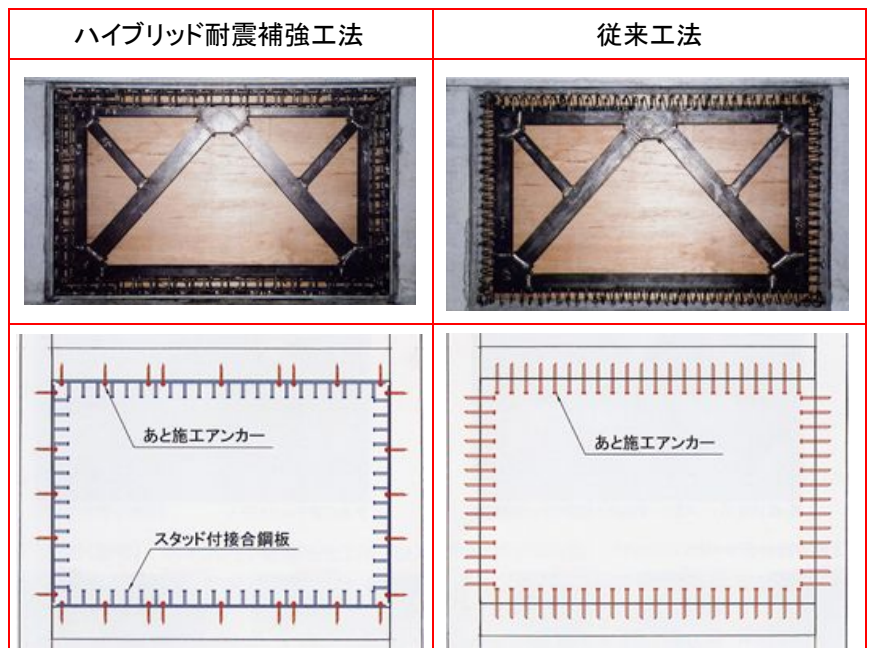 ハイブリッド耐震補強工法
従来工法
あと施工アンカー
スタッド付接合鋼板
あと施工アンカー